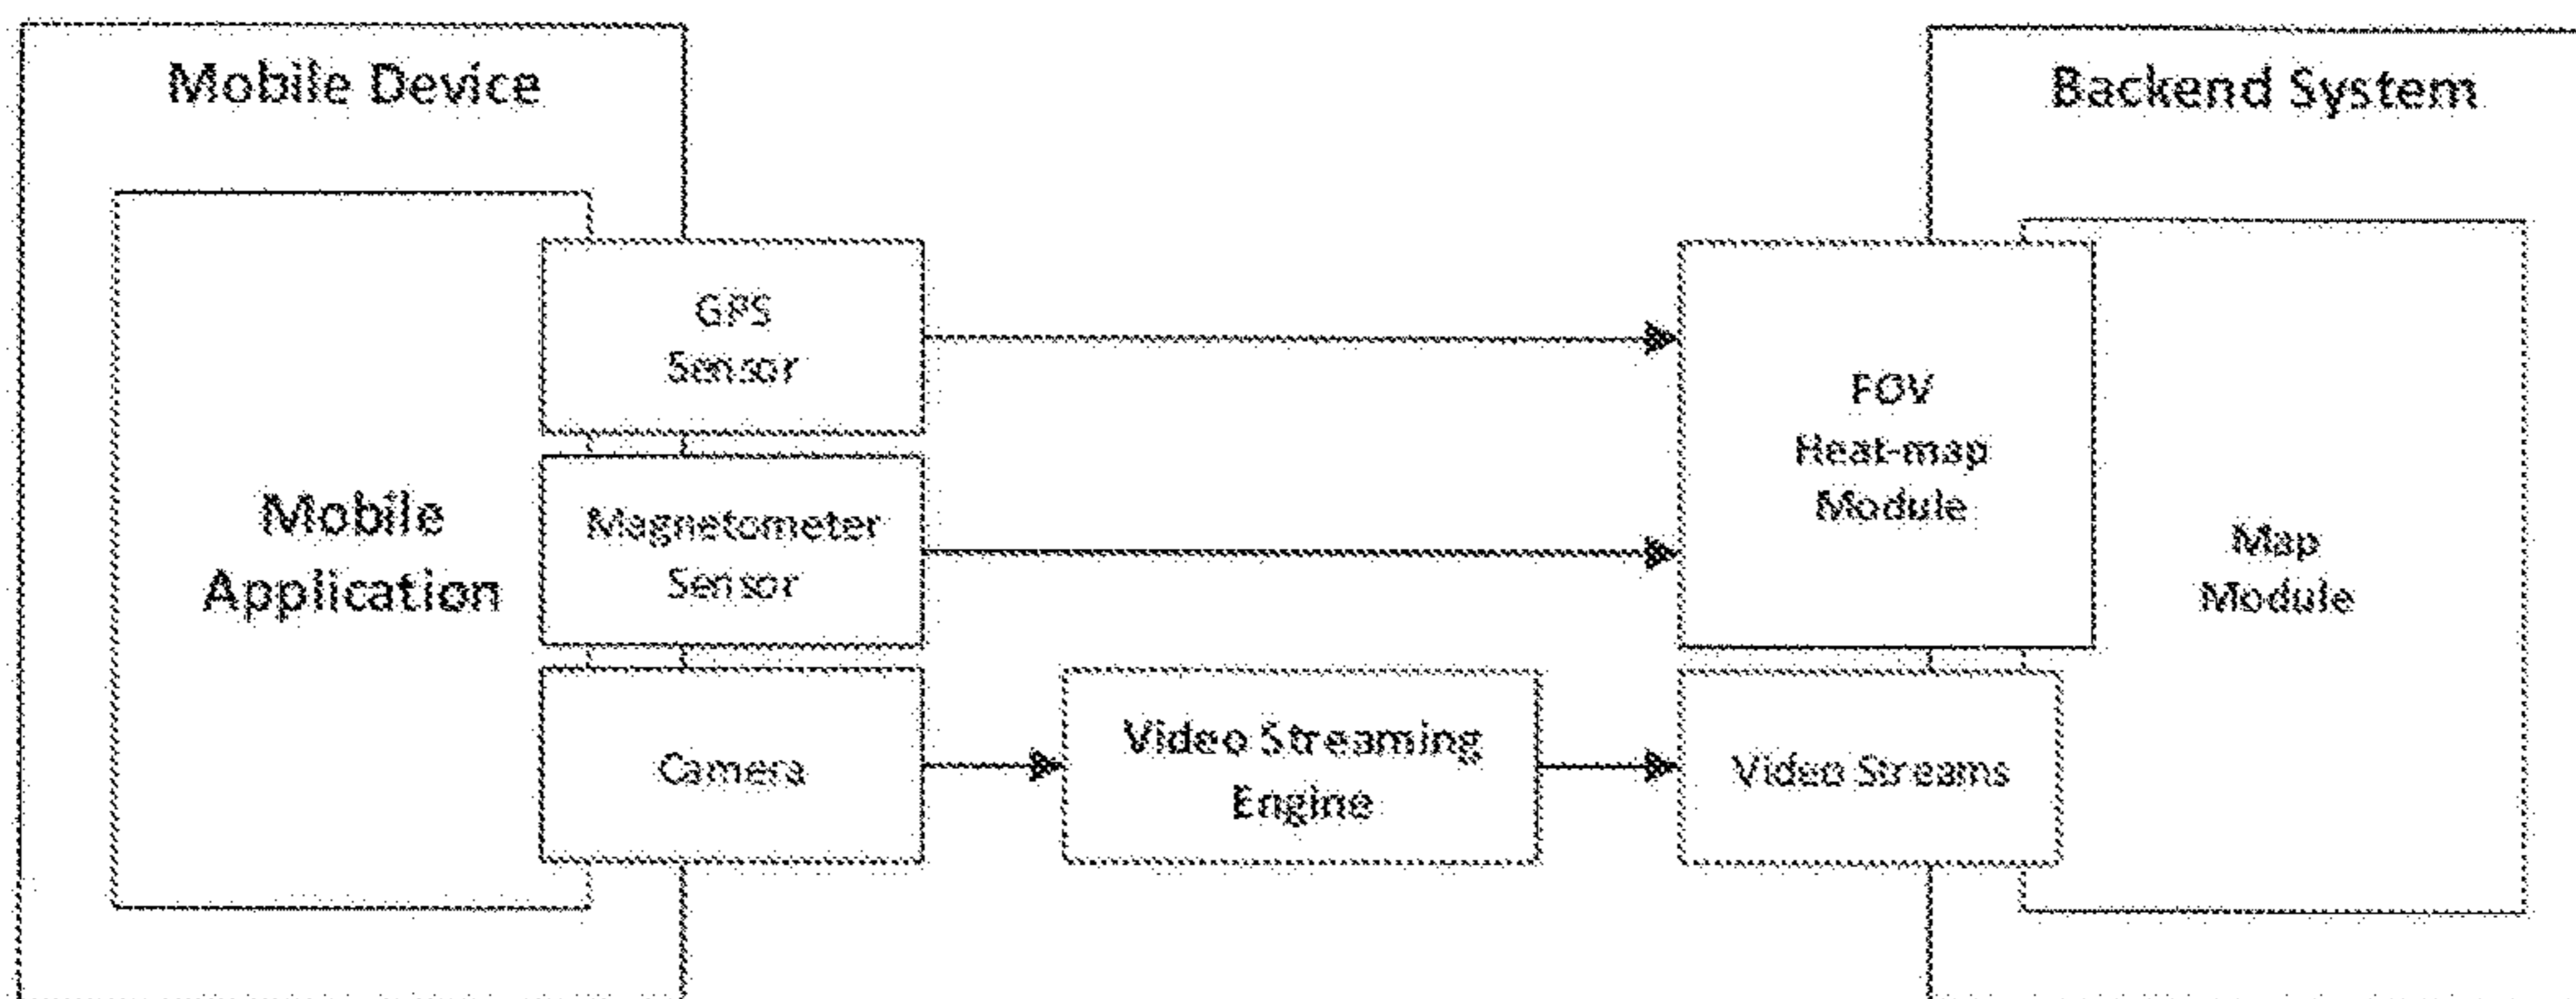 Mobile Device
Backend System
Mobile
Application
GPS
Sensor
Magnetometer
Sensor
Camera
Video Streaming
Engine
FOV
Heat-map
Module
Video Streams
Map
Module